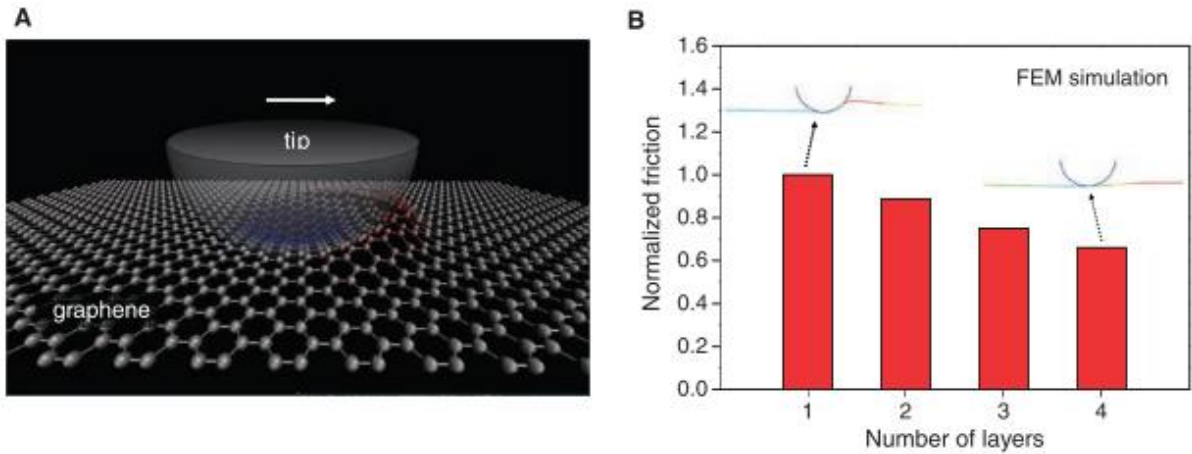 A
tip
graphene
B
FEM simulation
Normalized friction
1.6
1.4
1.2
1.0
0.8
0.6
0.4
0.2
0.0
1 2 3 4
Number of layers